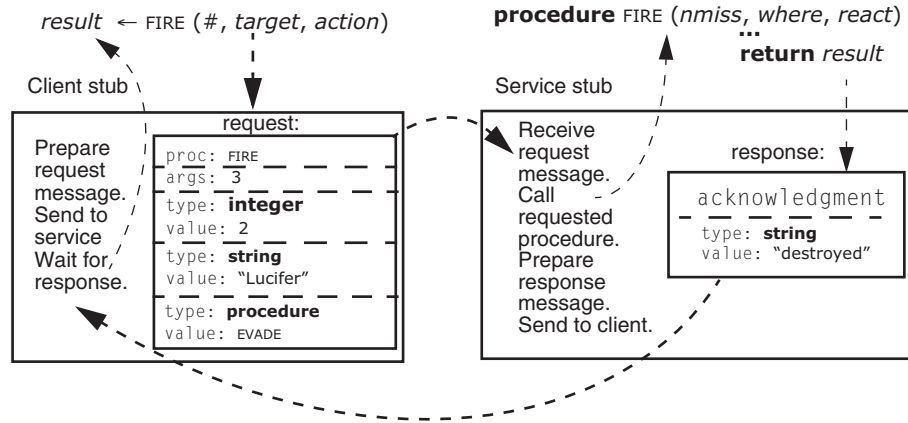 result ← FIRE (#, target, action)
Client stub
request:
Prepare
request
message.
Send to
service
Wait for
response.
proc: FIRE
args: 3
type: integer
value: 2
type: string
value: “Lucifer”
type: procedure
value: EVADE
procedure FIRE (nmiss, where, react)
...
return result
Service stub
Receive
request
message.
Call
requested
procedure.
Prepare
response
message.
Send to client.
response:
acknowledgment
type: string
value: “destroyed”